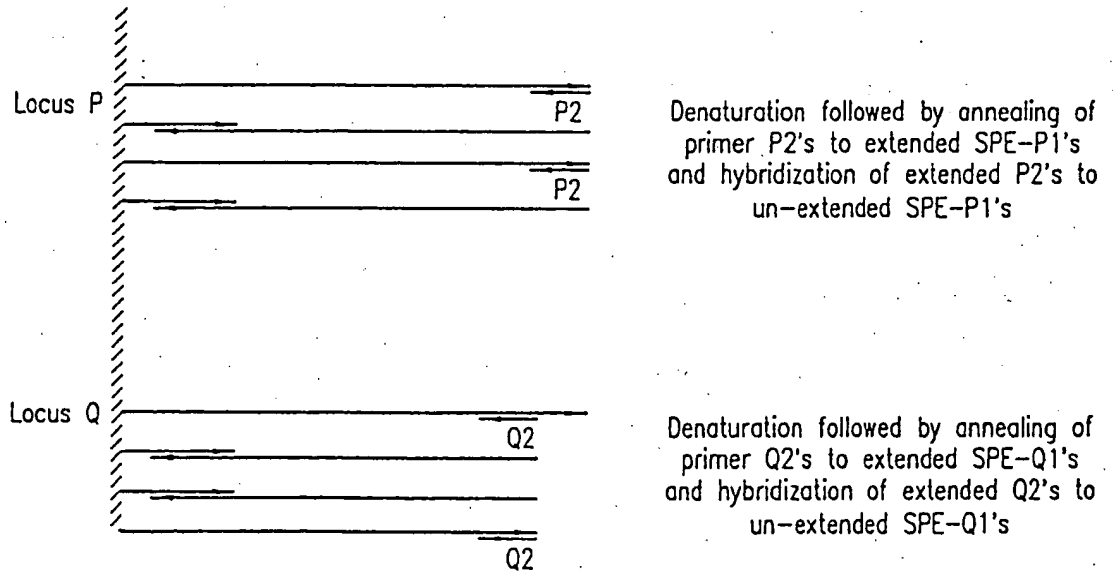 Locus P
P2
P2
Denaturation followed by annealing of
primer P2's to extended SPE-P1's
and hybridization of extended P2's to
un-extended SPE-P1's
Locus Q
Q2
Q2
Denaturation followed by annealing of
primer Q2's to extended SPE-Q1's
and hybridization of extended Q2's to
un-extended SPE-Q1's